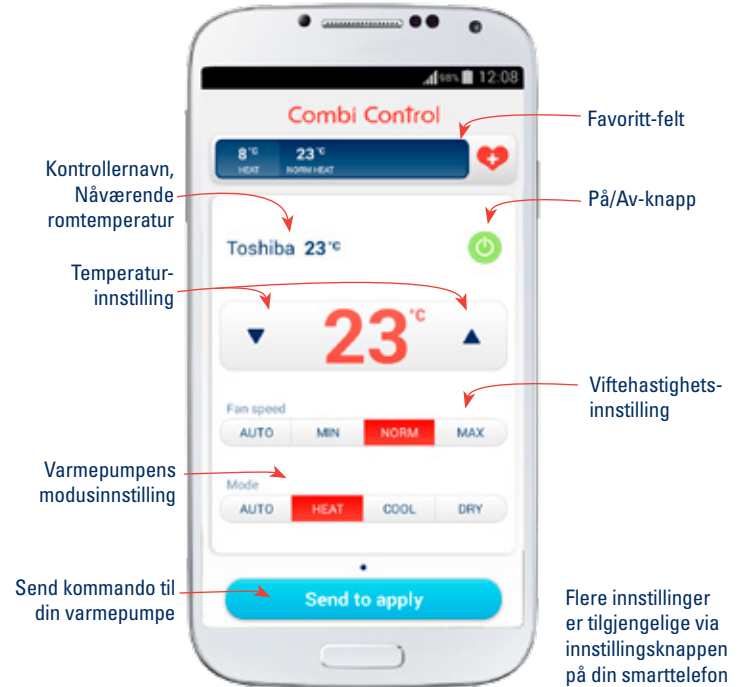 98% 12:08
Combi Control
8°C 23°C
HEAT NORM HEAT
Favoritt-felt
Kontrollernavn,
Nåværende
romtemperatur
På/Av-knapp
Toshiba 23°C
Temperatur-
innstilling
23°C
Viftehastighets-
innstilling
Fan speed
AUTO MIN NORM MAX
Varmepumpens
modusinnstilling
Mode
AUTO HEAT COOL DRY
Send kommando til
din varmepumpe
Send to apply
Flere innstillinger
er tilgjengelige via
innstillingsknappen
på din smarttelefon